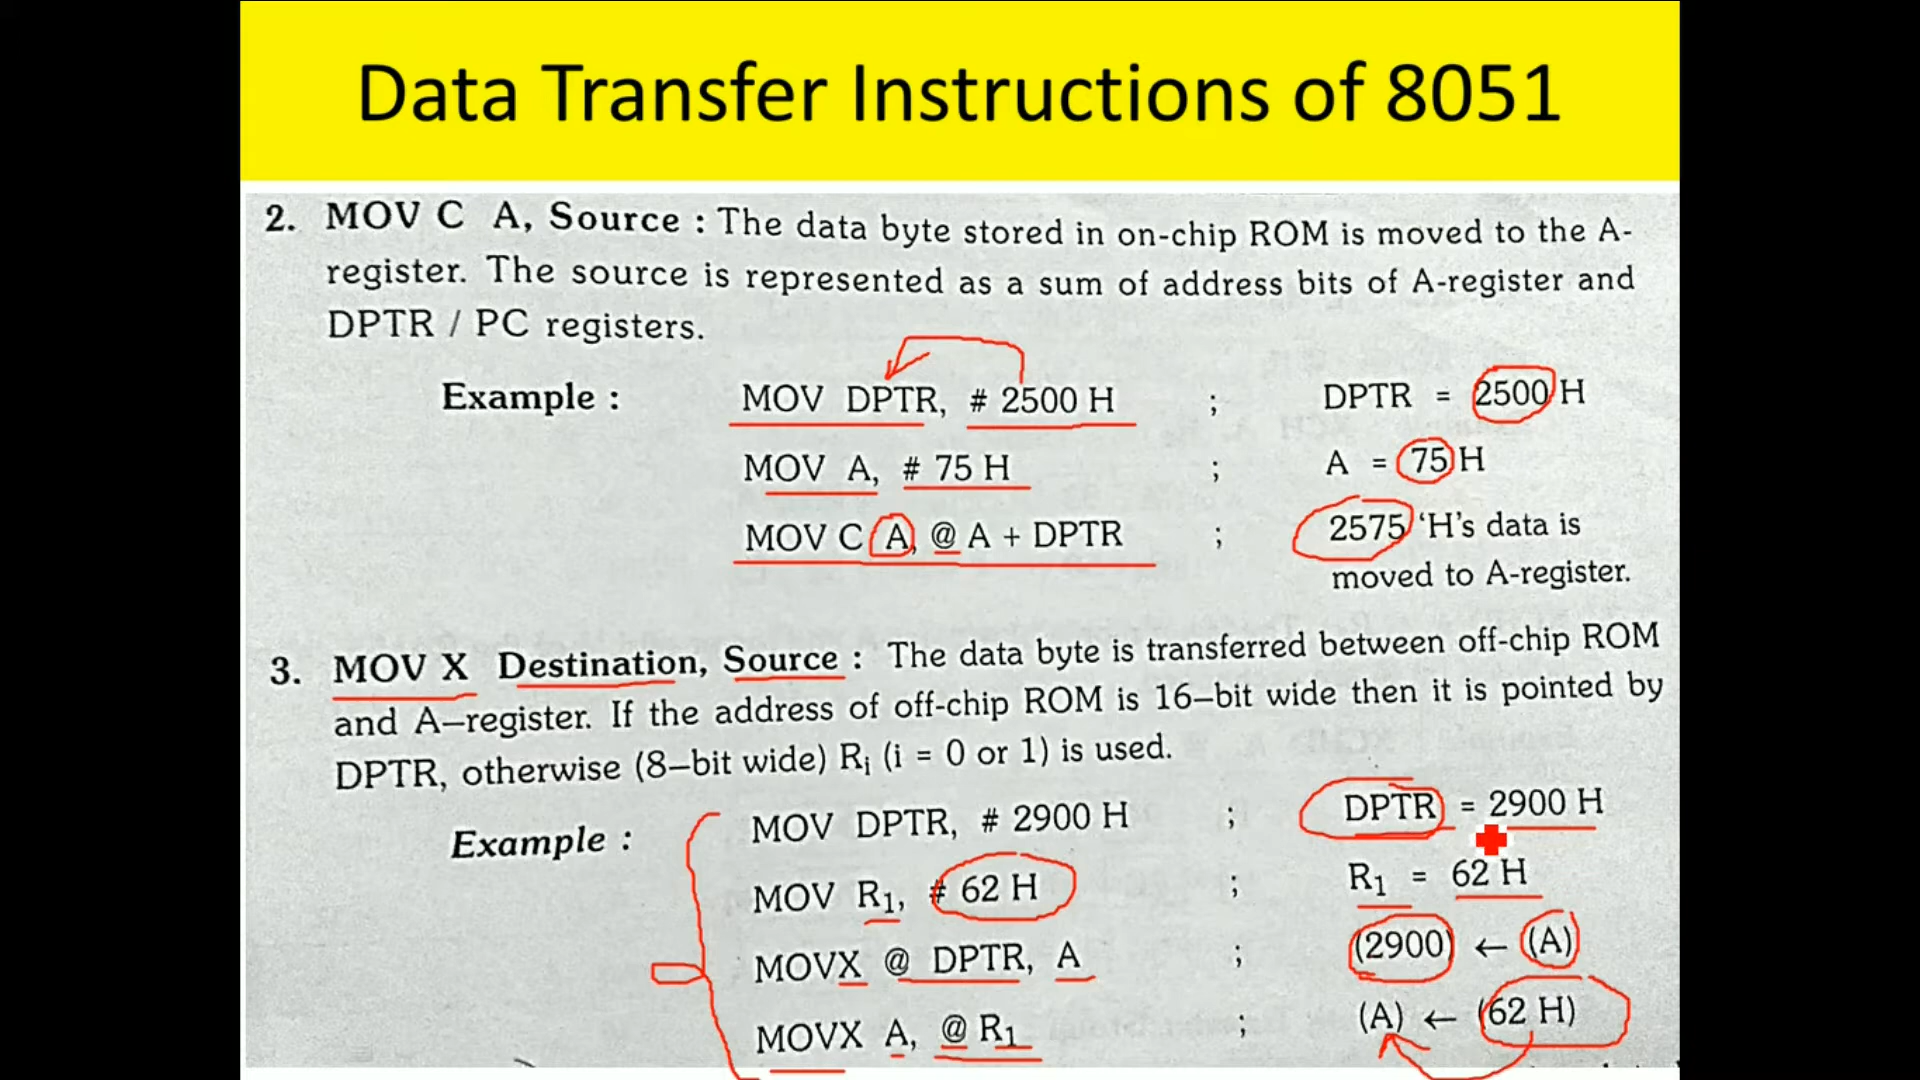 Data Transfer Instructions of 8051
2. MOV C A, Source : The data byte stored in on-chip ROM is moved to the A-
register. The source is represented as a sum of address bits of A-register and
DPTR / PC registers.
Example : MOV DPTR, # 2500 H ; DPTR = 2500 H
MOV A, # 75 H ; A = 75 H
MOV C A, @ A + DPTR ; 2575 ‘H’s data is
moved to A-register.
3. MOV X Destination, Source : The data byte is transferred between off-chip ROM
and A–register. If the address of off-chip ROM is 16–bit wide then it is pointed by
DPTR, otherwise (8–bit wide) Ri (i = 0 or 1) is used.
Example : MOV DPTR, # 2900 H ; DPTR = 2900 H
MOV R1, # 62 H ; R1 = 62 H
MOVX @ DPTR, A ; (2900) ← (A)
MOVX A, @ R1 ; (A) ← (62 H)